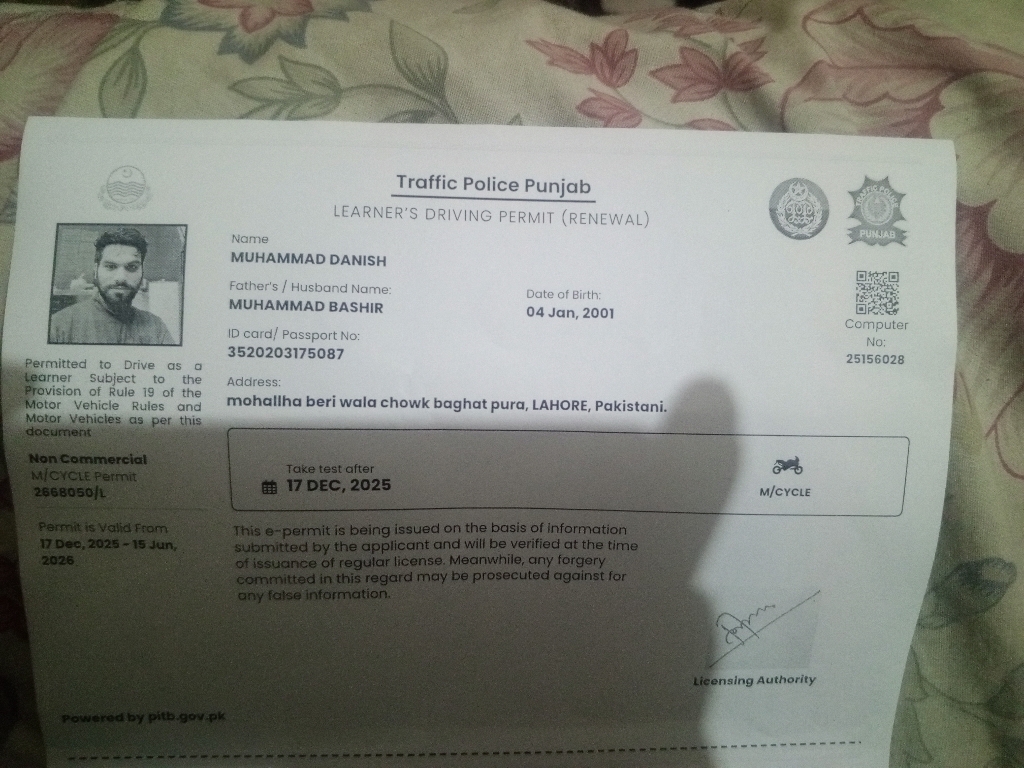 Traffic Police Punjab
LEARNER'S DRIVING PERMIT (RENEWAL)
TRAFFIC POLICE
PUNJAB
Name
MUHAMMAD DANISH
Father's / Husband Name:
MUHAMMAD BASHIR
Date of Birth:
04 Jan, 2001
ID card/ Passport No:
3520203175087
Computer
No:
25156028
Address:
mohallha beri wala chowk baghat pura, LAHORE, Pakistani.
Permitted to Drive as a
Learner Subject to the
Provision of Rule 19 of the
Motor Vehicle Rules and
Motor Vehicles as per this
document
Non Commercial
M/CYCLE Permit
2668050/L
Permit is Valid From
17 Dec, 2025 - 15 Jun,
2026
Take test after
17 DEC, 2025
M/CYCLE
This e-permit is being issued on the basis of information
submitted by the applicant and will be verified at the time
of issuance of regular license. Meanwhile, any forgery
committed in this regard may be prosecuted against for
any false information.
Licensing Authority
Powered by pitb.gov.pk